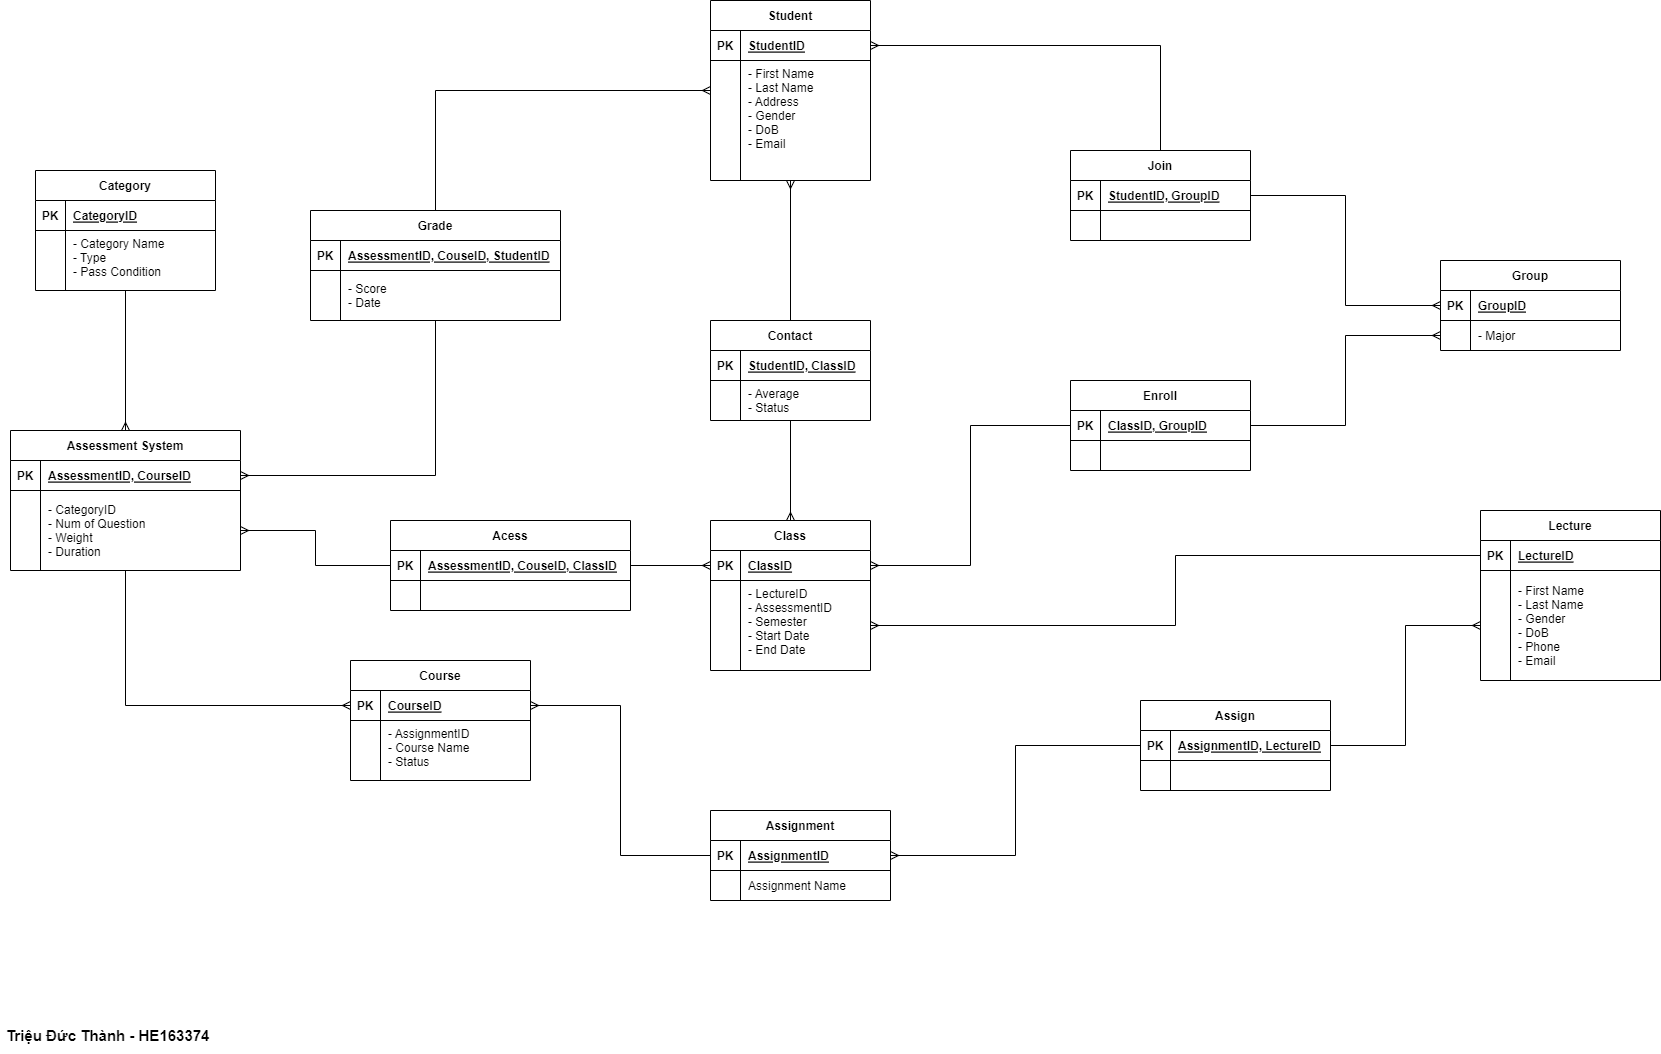 Student
PK StudentID
- First Name
- Last Name
- Address
- Gender
- DoB
- Email
Join
PK StudentID, GroupID
Category
PK CategoryID
- Category Name
- Type
- Pass Condition
Grade
PK AssessmentID, CouseID, StudentID
- Score
- Date
Group
PK GroupID
- Major
Contact
PK StudentID, ClassID
- Average
- Status
Enroll
PK ClassID, GroupID
Assessment System
PK AssessmentID, CourseID
- CategoryID
- Num of Question
- Weight
- Duration
Acess
PK AssessmentID, CouseID, ClassID
Class
PK ClassID
- LectureID
- AssessmentID
- Semester
- Start Date
- End Date
Lecture
PK LectureID
- First Name
- Last Name
- Gender
- DoB
- Phone
- Email
Course
PK CourseID
- AssignmentID
- Course Name
- Status
Assign
PK AssignmentID, LectureID
Assignment
PK AssignmentID
Assignment Name
Triệu Đức Thành - HE163374